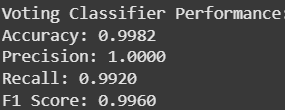 Voting Classifier Performance:
Accuracy: 0.9982
Precision: 1.0000
Recall: 0.9920
F1 Score: 0.9960